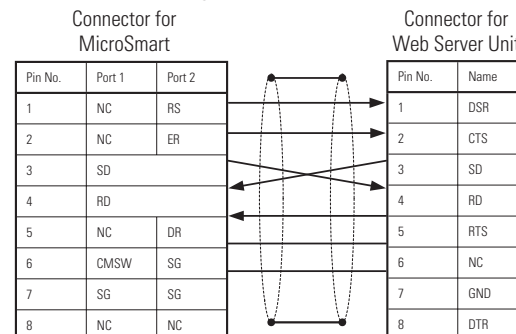 Connector for
MicroSmart
Pin No. Port 1 Port 2
1 NC RS
2 NC ER
3 SD
4 RD
5 NC DR
6 CMSW SG
7 SG SG
8 NC NC
Connector for
Web Server Unit
Pin No. Name
1 DSR
2 CTS
3 SD
4 RD
5 RTS
6 NC
7 GND
8 DTR